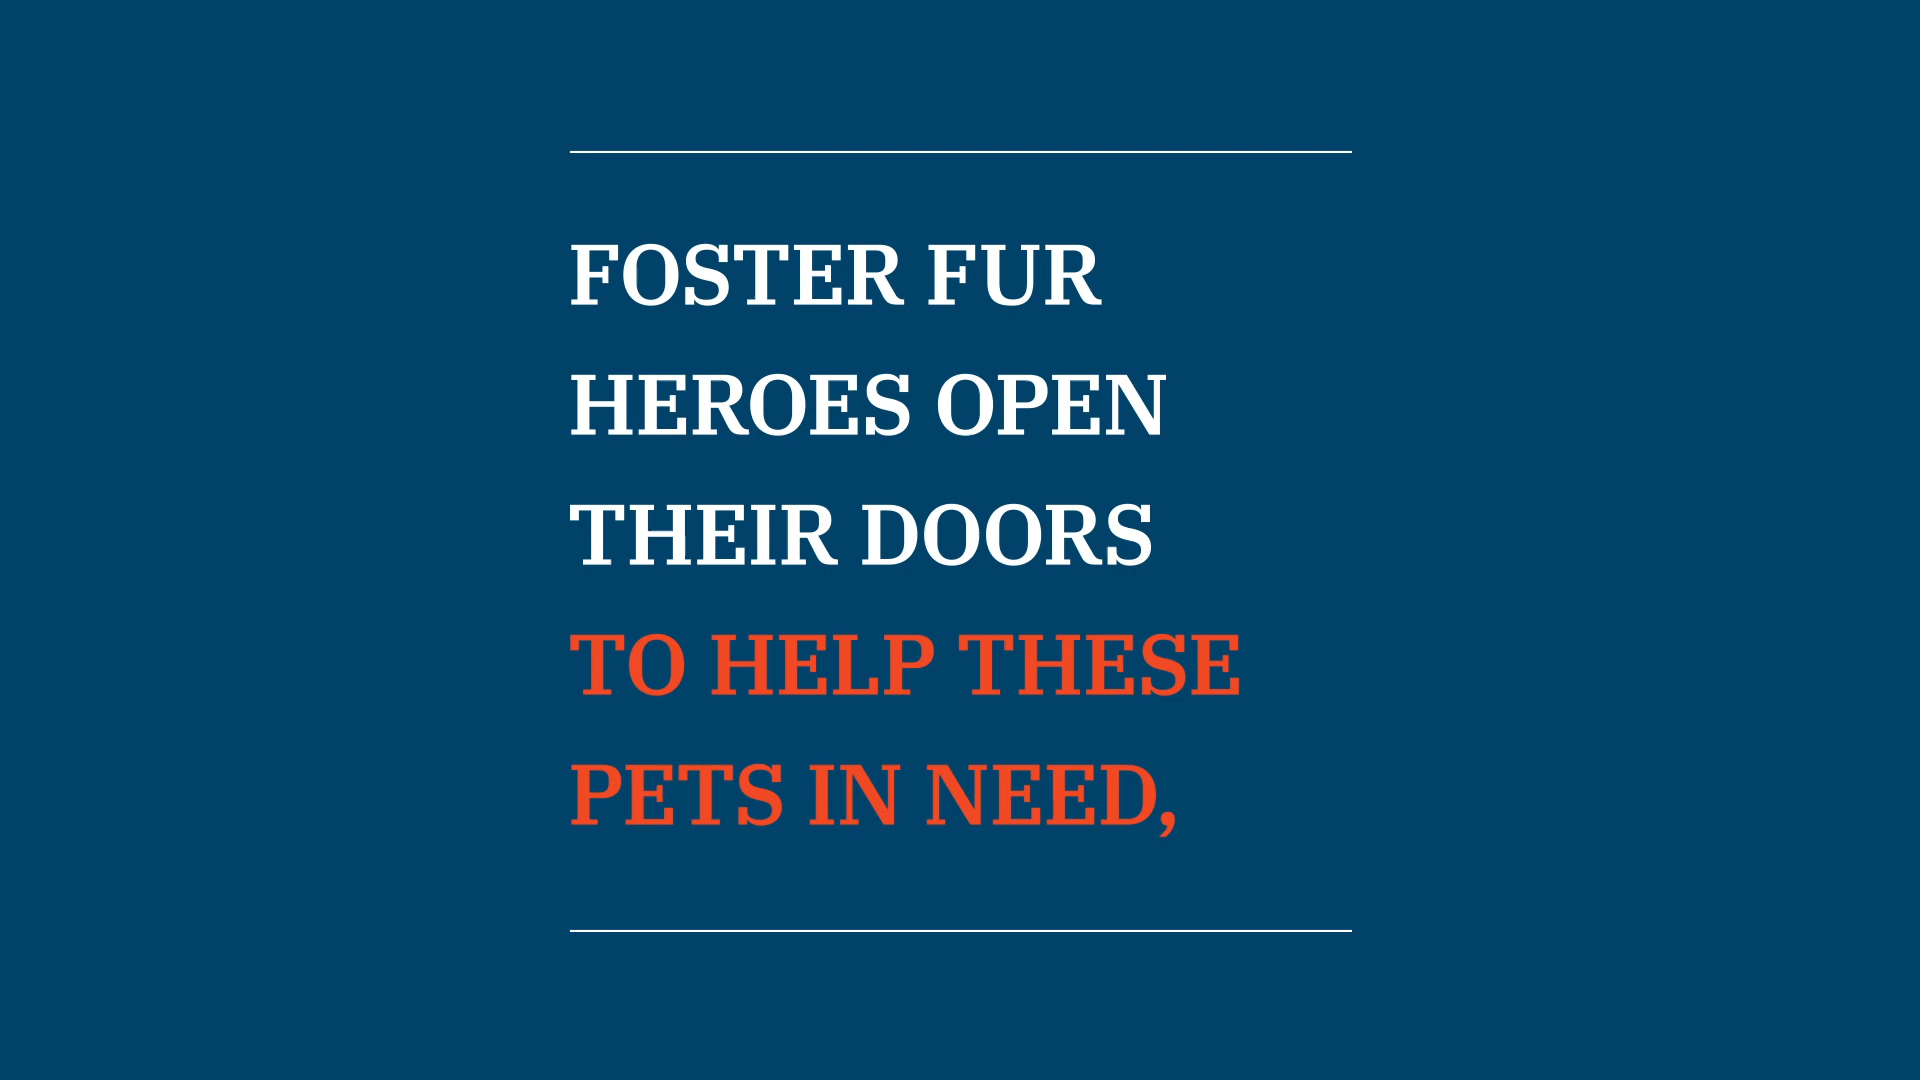 FOSTER FUR
HEROES OPEN
THEIR DOORS
TO HELP THESE
PETS IN NEED,